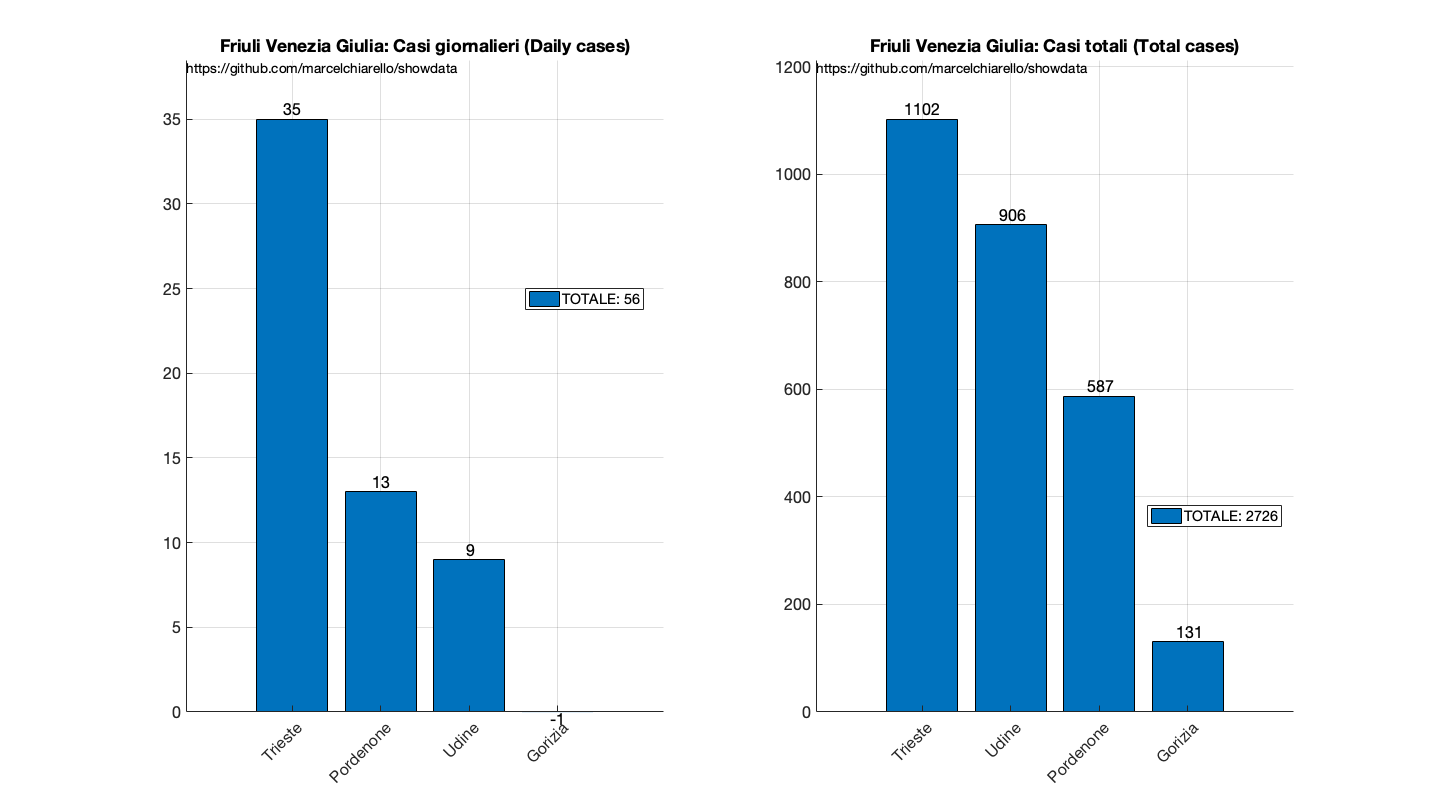 Friuli Venezia Giulia: Casi giornalieri (Daily cases)
https://github.com/marcelchiarello/showdata
35
30
25
20
15
10
5
0
35
13
9
-1
TOTALE: 56
Trieste
Pordenone
Udine
Gorizia
Friuli Venezia Giulia: Casi totali (Total cases)
https://github.com/marcelchiarello/showdata
1200
1000
800
600
400
200
0
1102
906
587
131
TOTALE: 2726
Trieste
Udine
Pordenone
Gorizia